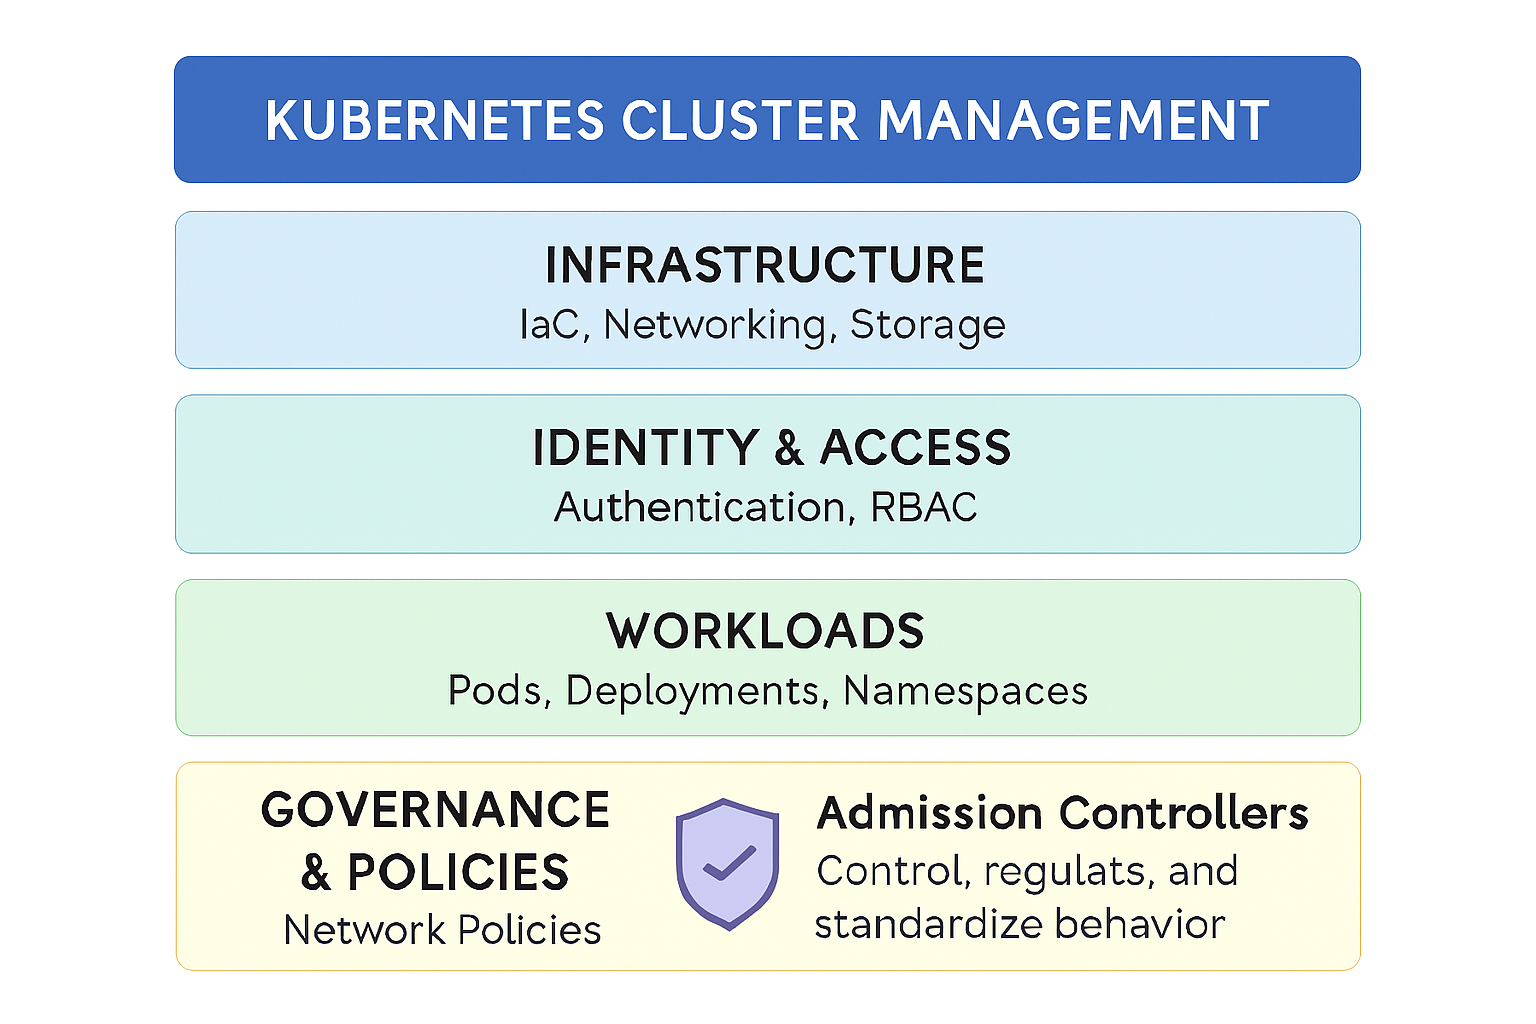 KUBERNETES CLUSTER MANAGEMENT
INFRASTRUCTURE
IaC, Networking, Storage
IDENTITY & ACCESS
Authentication, RBAC
WORKLOADS
Pods, Deployments, Namespaces
GOVERNANCE
& POLICIES
Network Policies
Admission Controllers
Control, regulats, and
standardize behavior